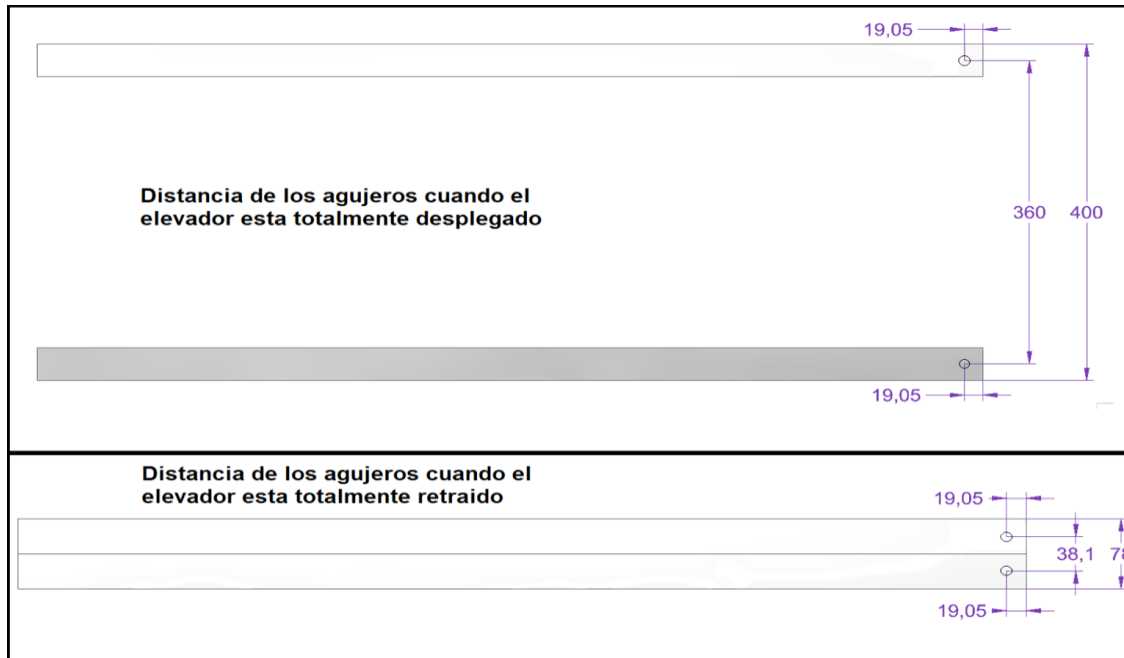 19,05
360
400
Distancia de los agujeros cuando el
elevador esta totalmente desplegado
19,05
Distancia de los agujeros cuando el
elevador esta totalmente retraido
19,05
38,1
19,05